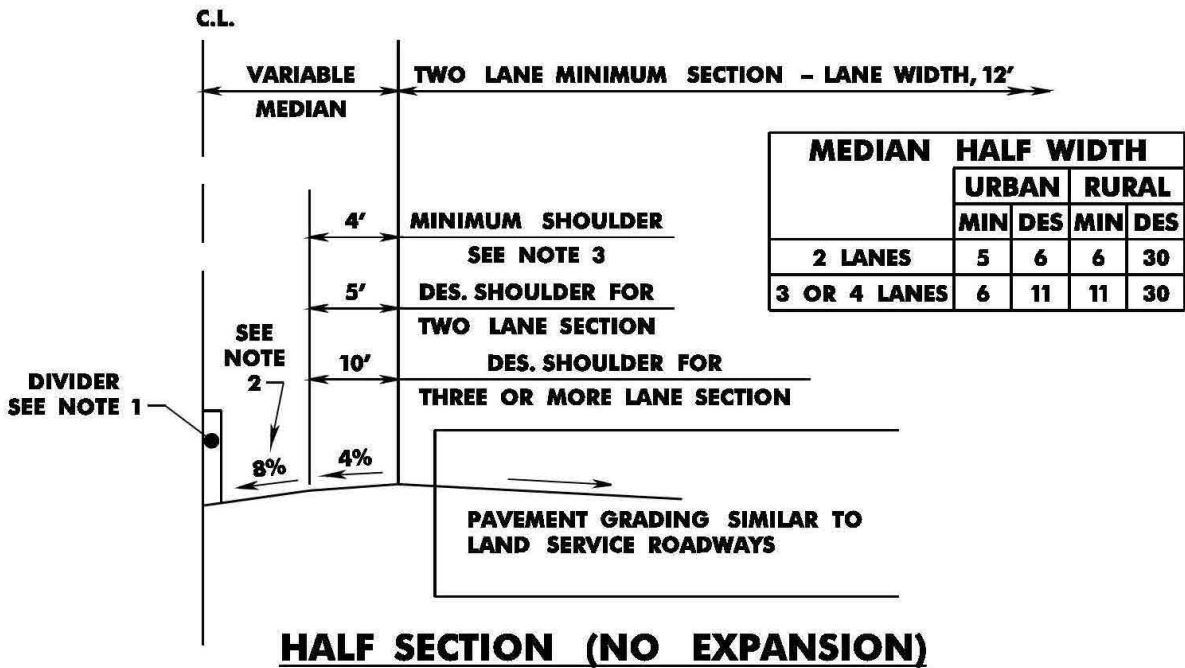 C.L.
VARIABLE
MEDIAN
TWO LANE MINIMUM SECTION - LANE WIDTH, 12'
MEDIAN HALF WIDTH
URBAN RURAL
MIN DES MIN DES
2 LANES 5 6 6 30
3 OR 4 LANES 6 11 11 30
4' MINIMUM SHOULDER
SEE NOTE 3
5' DES. SHOULDER FOR
TWO LANE SECTION
10' DES. SHOULDER FOR
THREE OR MORE LANE SECTION
SEE
NOTE
2
DIVIDER
SEE NOTE 1
8%
4%
PAVEMENT GRADING SIMILAR TO
LAND SERVICE ROADWAYS
HALF SECTION (NO EXPANSION)